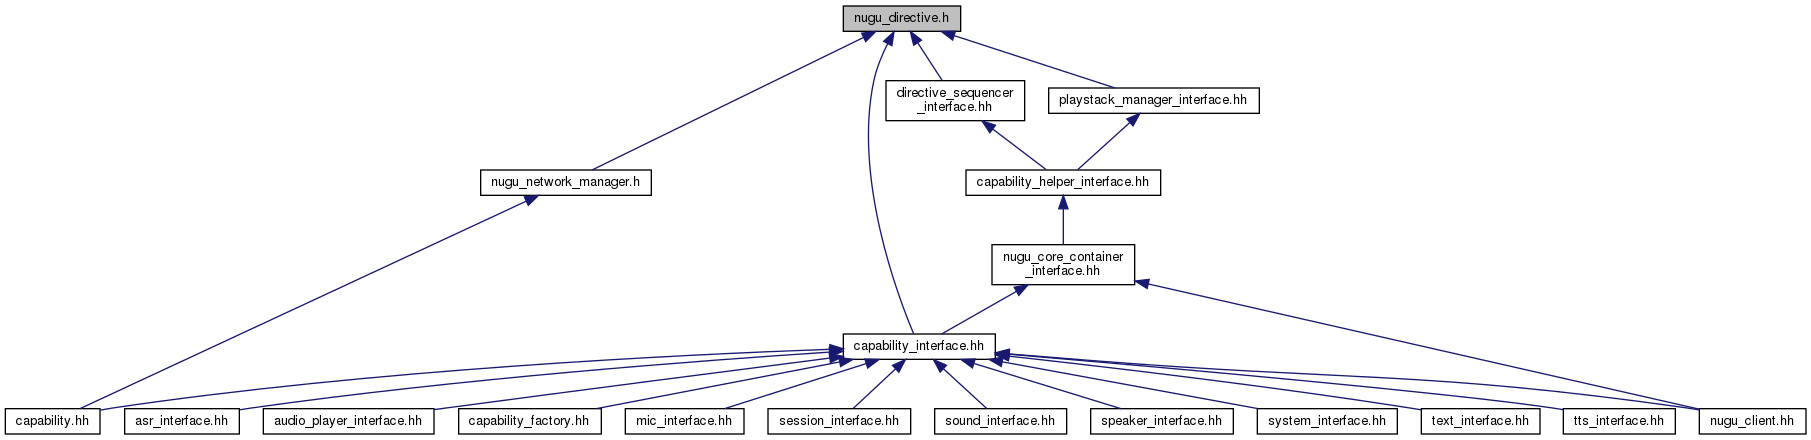 nugu_directive.h
directive_sequencer
_interface.hh
playstack_manager_interface.hh
nugu_network_manager.h
capability_helper_interface.hh
nugu_core_container
_interface.hh
capability_interface.hh
capability.hh
asr_interface.hh
audio_player_interface.hh
capability_factory.hh
mic_interface.hh
session_interface.hh
sound_interface.hh
speaker_interface.hh
system_interface.hh
text_interface.hh
tts_interface.hh
nugu_client.hh